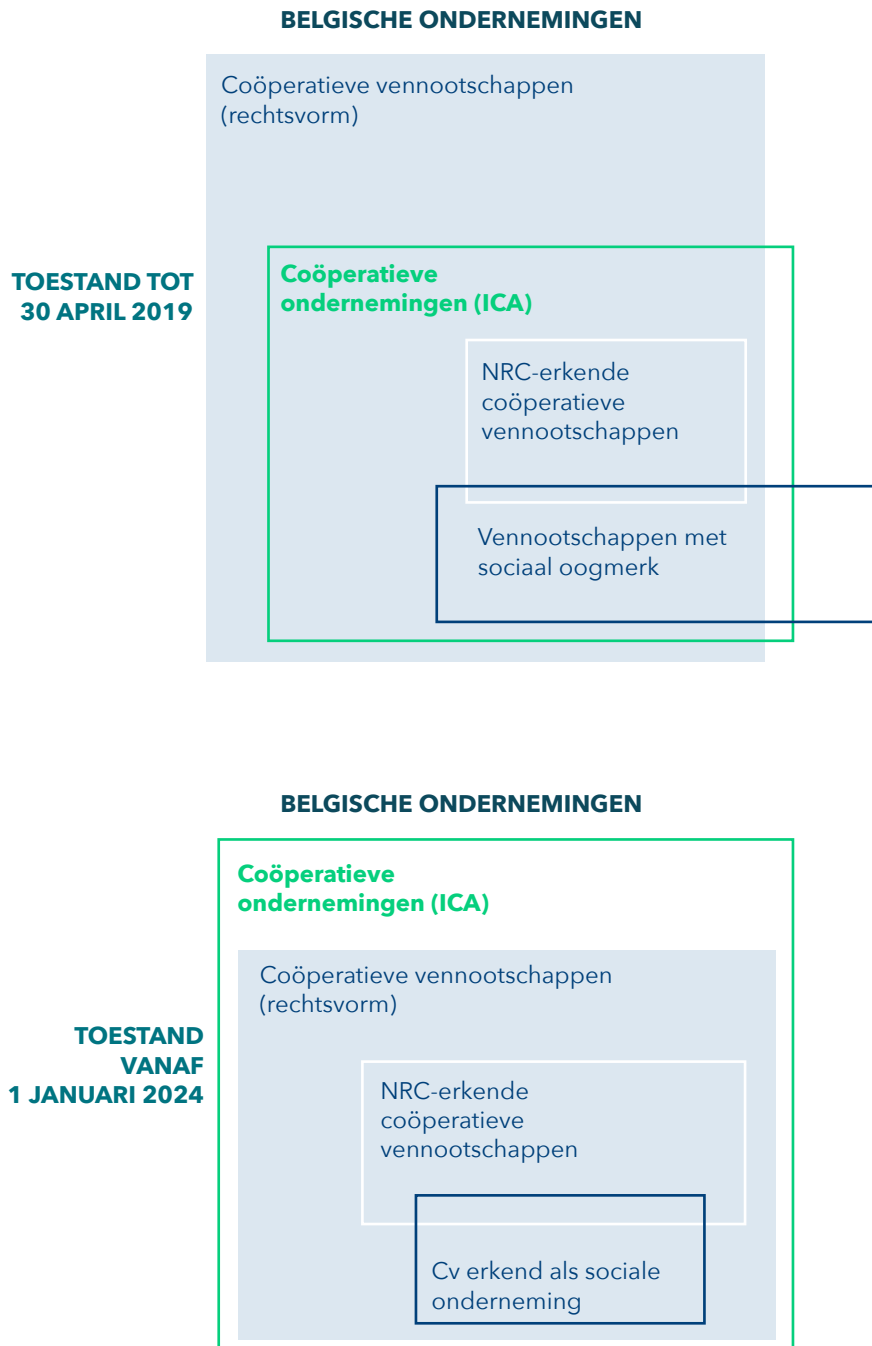 BELGISCHE ONDERNEMINGEN
Coöperatieve vennootschappen
(rechtsvorm)
TOESTAND TOT
30 APRIL 2019
Coöperatieve
ondernemingen (ICA)
NRC-erkende
coöperatieve
vennootschappen
Vennootschappen met
sociaal oogmerk
BELGISCHE ONDERNEMINGEN
Coöperatieve
ondernemingen (ICA)
Coöperatieve vennootschappen
(rechtsvorm)
TOESTAND
VANAF
1 JANUARI 2024
NRC-erkende
coöperatieve
vennootschappen
Cv erkend als sociale
onderneming